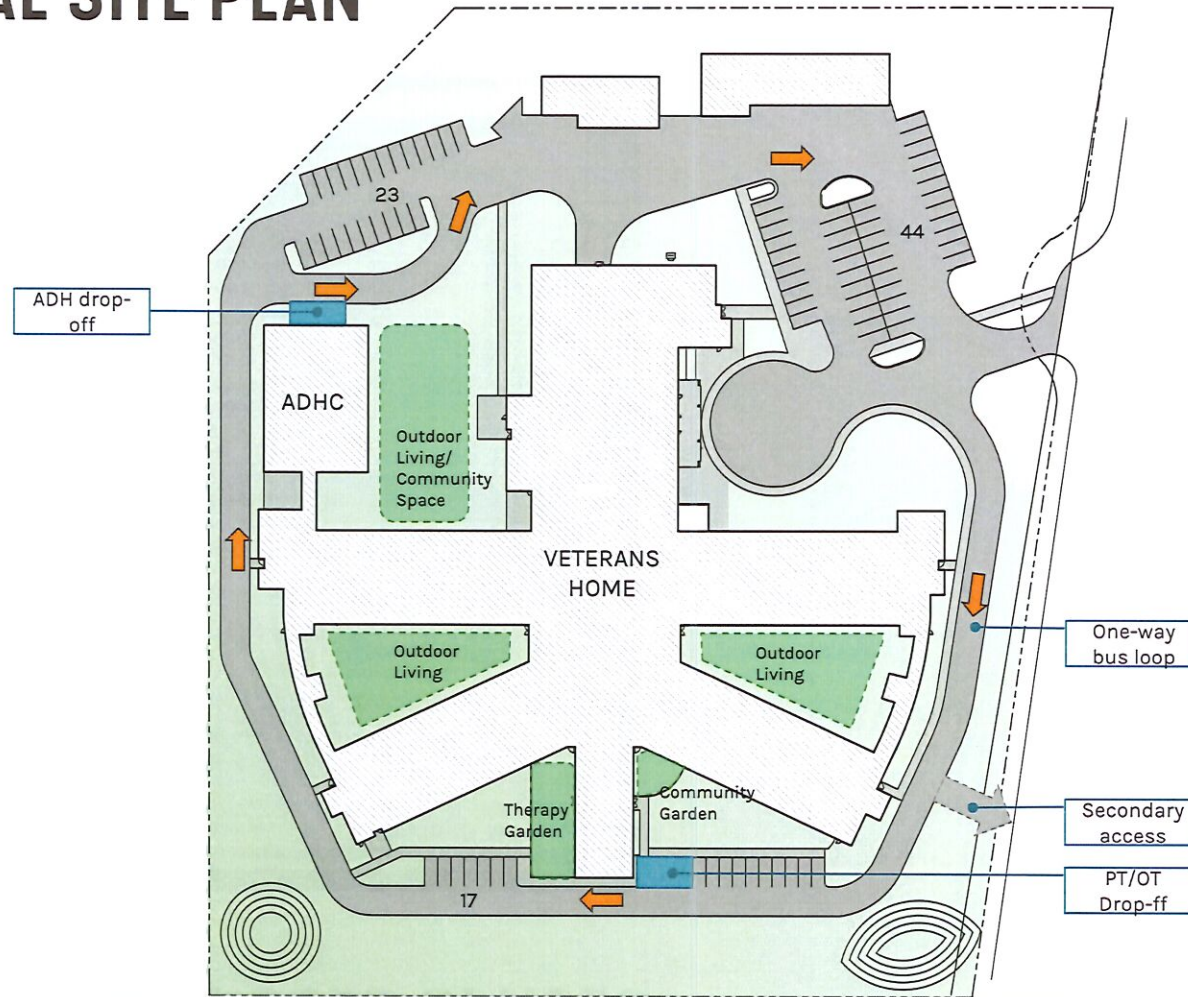 AL SITE PLAN
23
44
ADH drop-
off
ADHC
Outdoor
Living/
Community
Space
VETERANS
HOME
One-way
bus loop
Outdoor
Living
Outdoor
Living
Secondary
access
Therapy
Garden
Community
Garden
PT/OT
Drop-ff
17